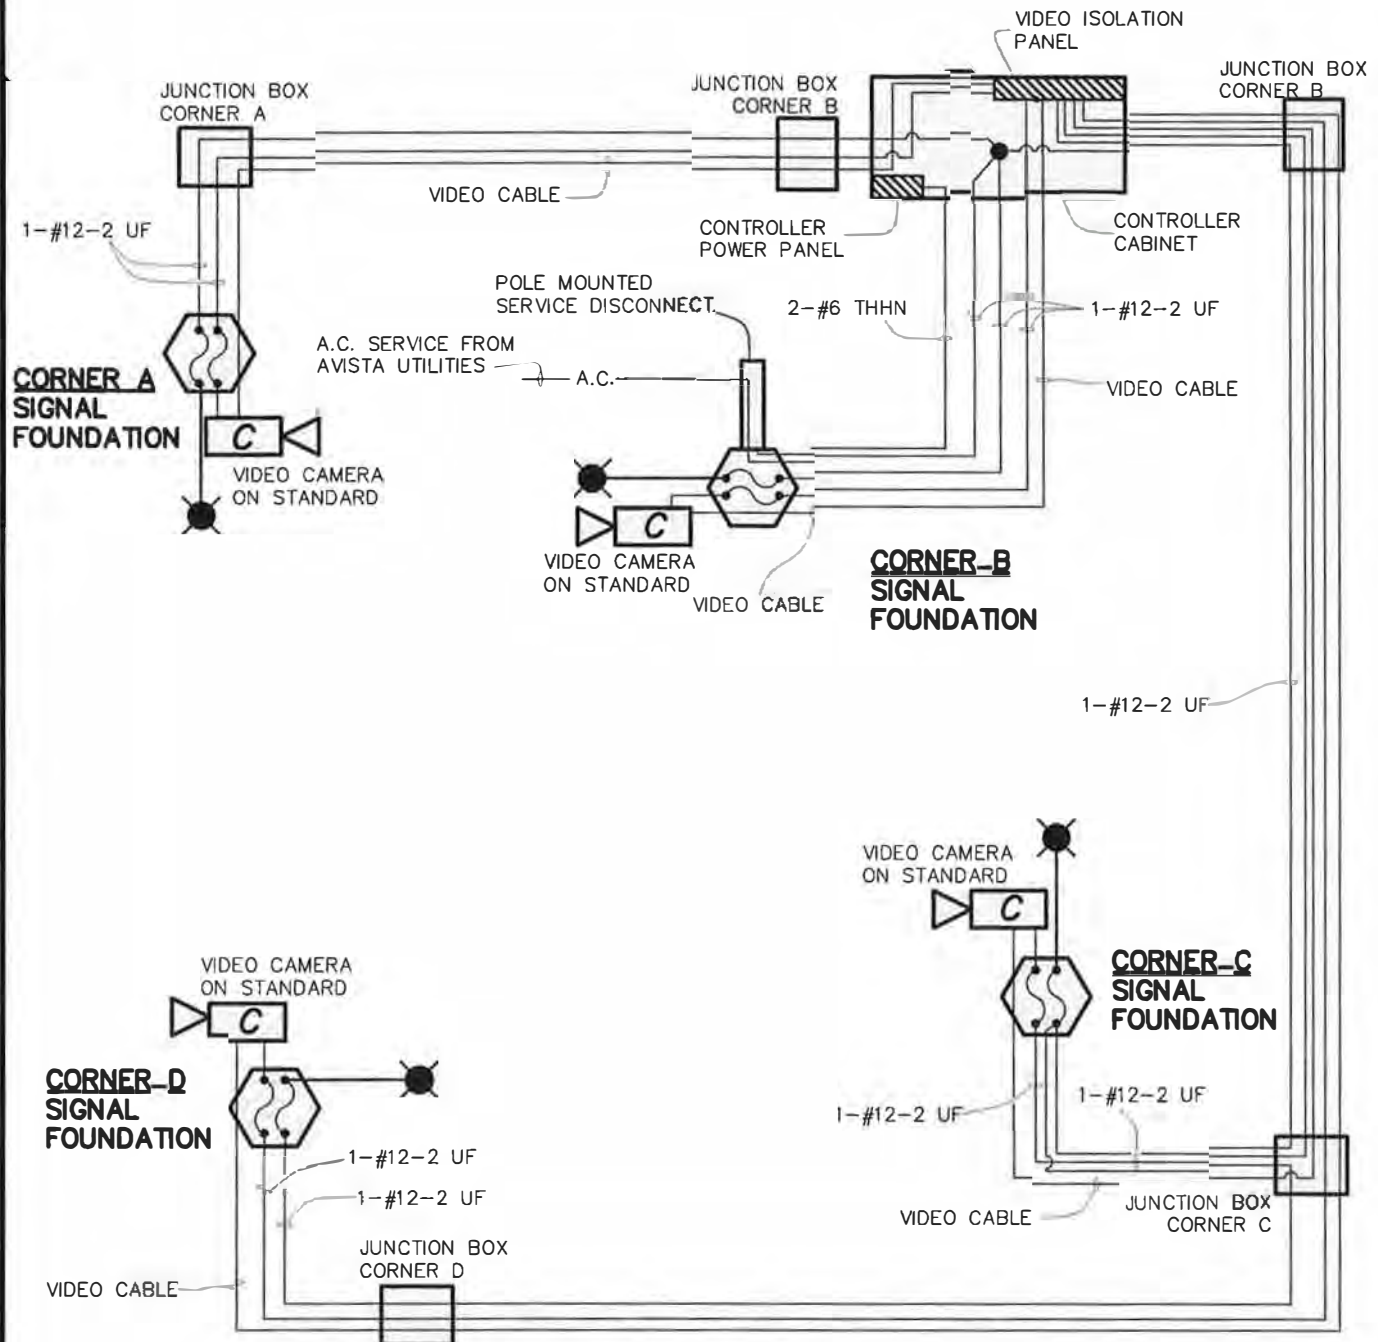 VIDEO ISOLATION
PANEL
JUNCTION BOX
CORNER A
JUNCTION BOX
CORNER B
JUNCTION BOX
CORNER B
VIDEO CABLE
1-#12-2 UF
CONTROLLER
POWER PANEL
CONTROLLER
CABINET
POLE MOUNTED
SERVICE DISCONNECT
2-#6 THHN
1-#12-2 UF
A.C. SERVICE FROM
AVISTA UTILITIES
A.C.
VIDEO CABLE
CORNER A
SIGNAL
FOUNDATION
C
VIDEO CAMERA
ON STANDARD
C
VIDEO CAMERA
ON STANDARD
VIDEO CABLE
CORNER-B
SIGNAL
FOUNDATION
1-#12-2 UF
VIDEO CAMERA
ON STANDARD
C
CORNER-C
SIGNAL
FOUNDATION
VIDEO CAMERA
ON STANDARD
C
CORNER-D
SIGNAL
FOUNDATION
1-#12-2 UF
1-#12-2 UF
1-#12-2 UF
1-#12-2 UF
VIDEO CABLE
JUNCTION BOX
CORNER C
JUNCTION BOX
CORNER D
VIDEO CABLE